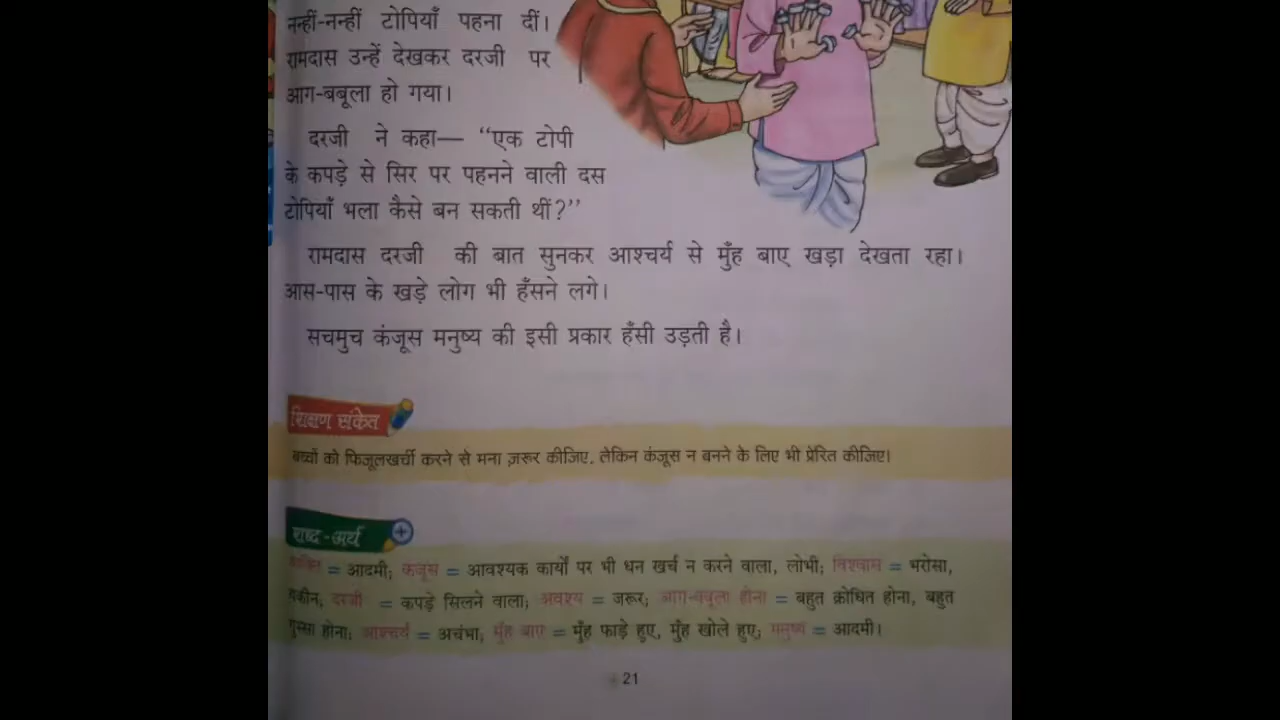 नन्हीं-नन्हीं टोपियाँ पहना दीं।
रामदास उन्हें देखकर दरजी पर
आग-बबूला हो गया।
दरजी ने कहा— “एक टोपी
के कपड़े से सिर पर पहनने वाली दस
टोपियाँ भला कैसे बन सकती थीं?”
रामदास दरजी की बात सुनकर आश्चर्य से मुँह बाए खड़ा देखता रहा।
आस-पास के खड़े लोग भी हँसने लगे।
सचमुच कंजूस मनुष्य की इसी प्रकार हँसी उड़ती है।
शिक्षण संकेत
बच्चों को फिजूलखर्ची करने से मना ज़रूर कीजिए, लेकिन कंजूस न बनने के लिए भी प्रेरित कीजिए।
शब्द-अर्थ
= आदमी; कंजूस = आवश्यक कार्यों पर भी धन खर्च न करने वाला, लोभी; विश्वास = भरोसा,
यकीन; दरजी = कपड़े सिलने वाला; अवश्य = जरूर; आग-बबूला होना = बहुत क्रोधित होना, बहुत
गुस्सा होना; आश्चर्य = अचंभा; मुँह बाए = मुँह फाड़े हुए, मुँह खोले हुए; मनुष्य = आदमी।
21